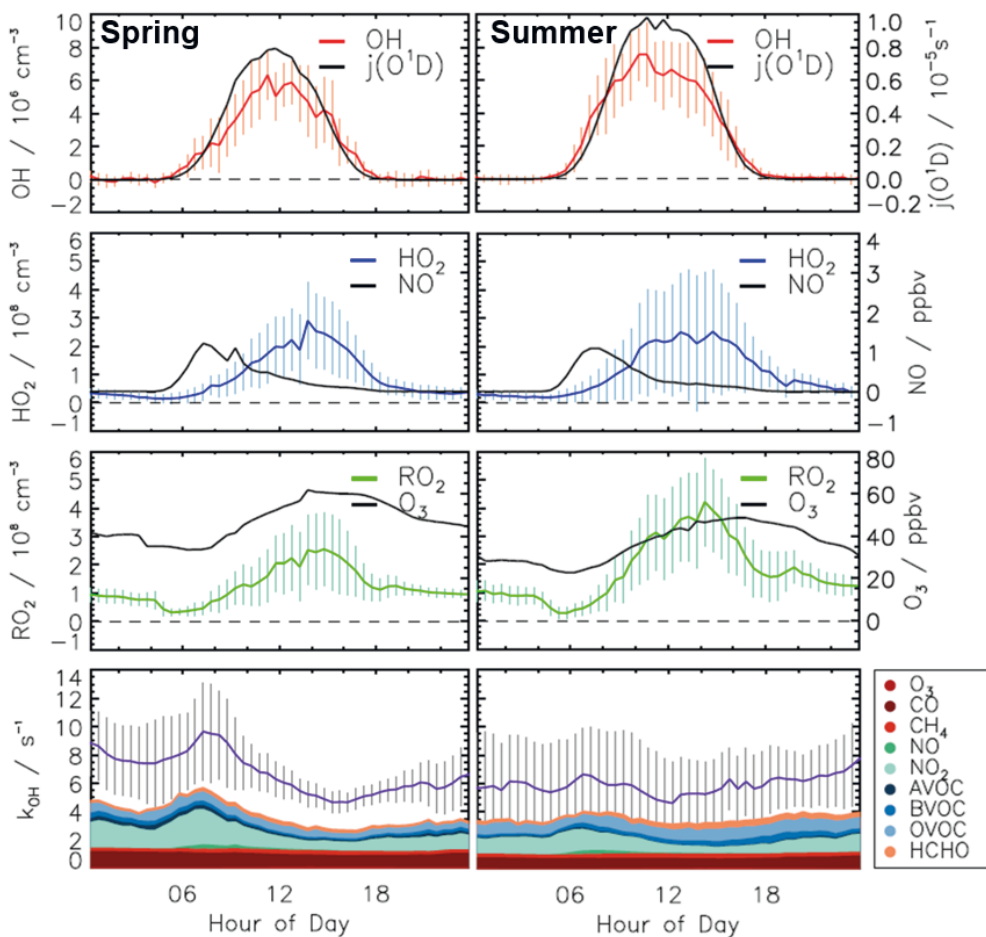 Spring
Summer
OH
j(O¹D)
OH
j(O¹D)
OH / 10⁶ cm⁻³
10
8
6
4
2
0
−2
1.0
0.8
0.6
0.4
0.2
0.0
−0.2
j(O¹D) / 10⁻⁵s⁻¹
HO₂
NO
HO₂
NO
HO₂ / 10⁸ cm⁻³
6
5
4
3
2
1
0
−1
4
3
2
1
0
−1
NO / ppbv
RO₂
O₃
RO₂
O₃
RO₂ / 10⁸ cm⁻³
6
5
4
3
2
1
0
−1
80
60
40
20
0
O₃ / ppbv
k_OH / s⁻¹
14
12
10
8
6
4
2
0
O₃
CO
CH₄
NO
NO₂
AVOC
BVOC
OVOC
HCHO
06 12 18
06 12 18
Hour of Day
Hour of Day